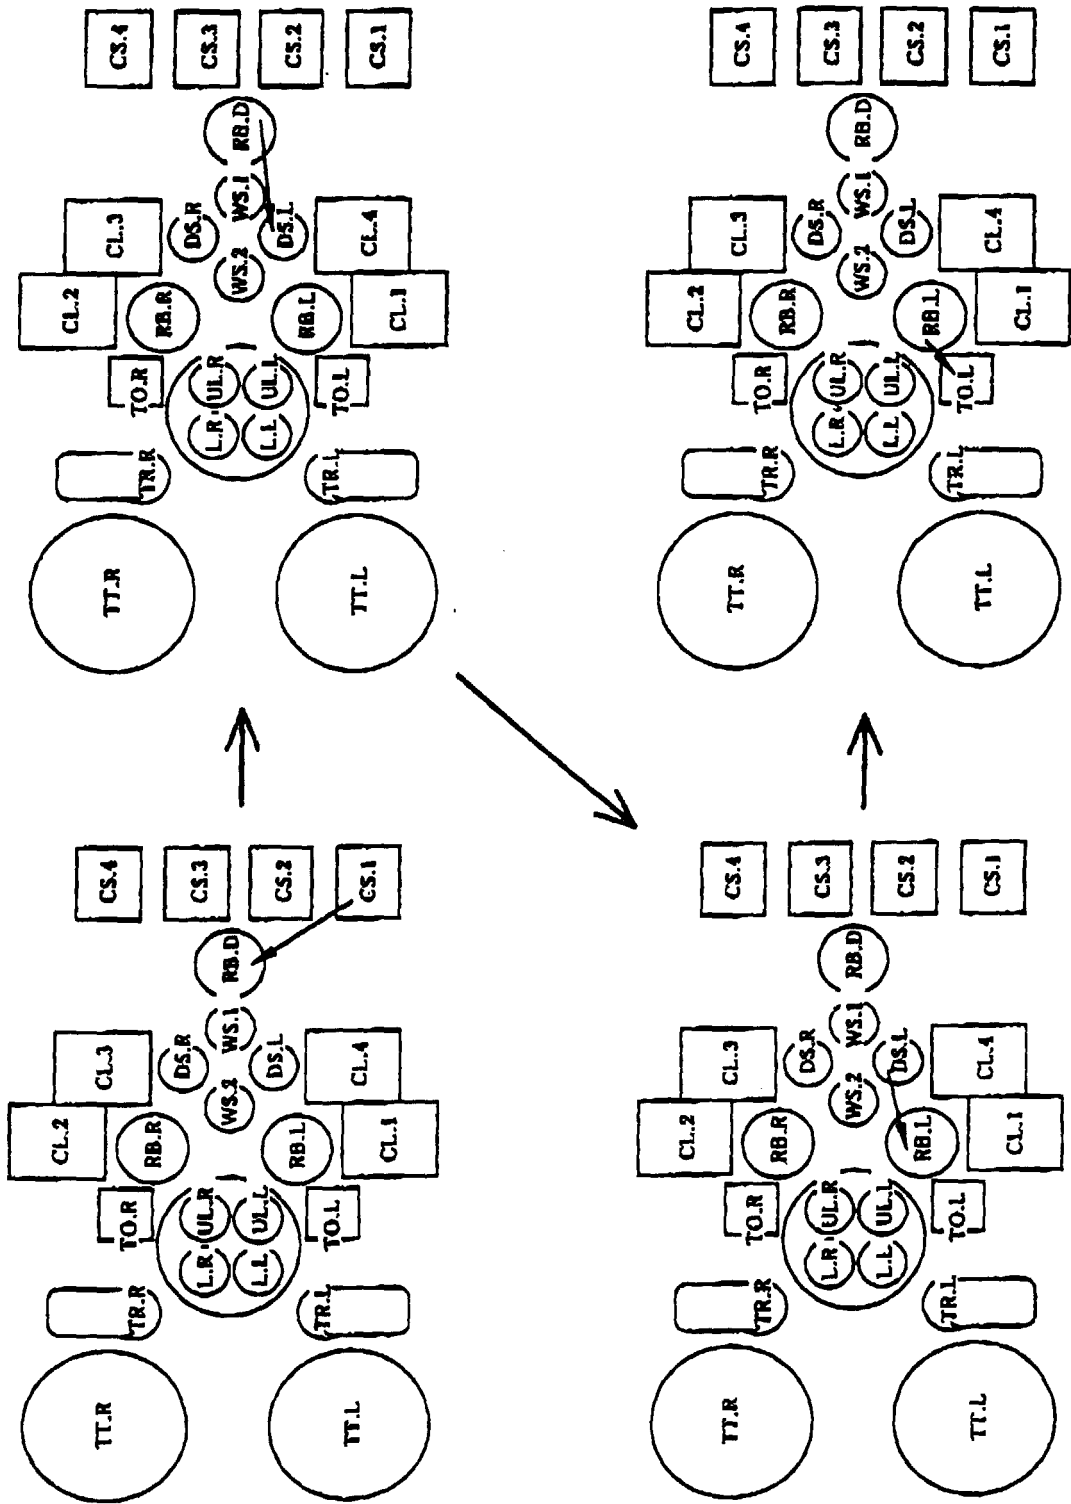 CS.4
CS.3
CS.2
CS.1
RB.D
WS.1
DS.R
DS.L
WS.2
CL.3
CL.4
CL.2
CL.1
RB.R
RB.L
TO.R
TO.L
UL.R
UL.L
L.R
L.L
TR.R
TR.L
TT.R
TT.L
CS.4
CS.3
CS.2
CS.1
RB.D
WS.1
DS.R
DS.L
WS.2
CL.3
CL.4
CL.2
CL.1
RB.R
RB.L
TO.R
TO.L
UL.R
UL.L
L.R
L.L
TR.R
TR.L
TT.R
TT.L
CS.4
CS.3
CS.2
CS.1
RB.D
WS.1
DS.R
DS.L
WS.2
CL.3
CL.4
CL.2
CL.1
RB.R
RB.L
TO.R
TO.L
UL.R
UL.L
L.R
L.L
TR.R
TR.L
TT.R
TT.L
CS.4
CS.3
CS.2
CS.1
RB.D
WS.1
DS.R
DS.L
WS.2
CL.3
CL.4
CL.2
CL.1
RB.R
RB.L
TO.R
TO.L
UL.R
UL.L
L.R
L.L
TR.R
TR.L
TT.R
TT.L